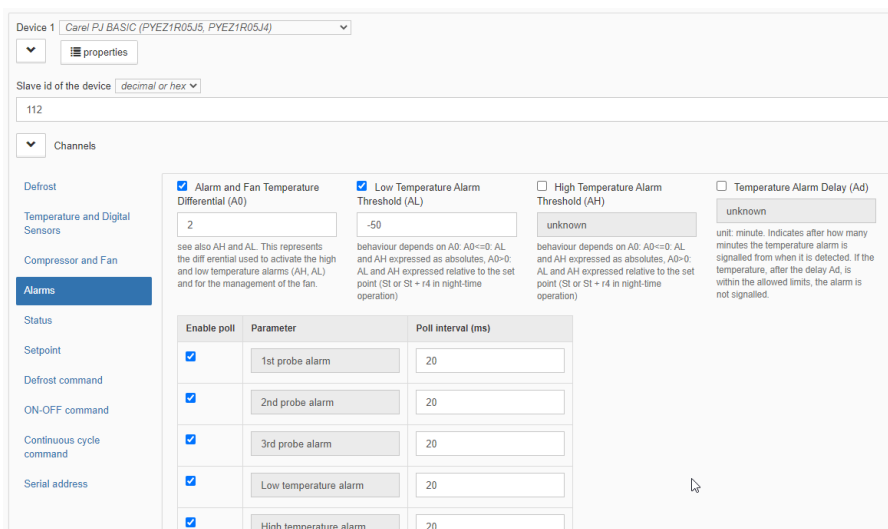 Device 1 Carel PJ BASIC (PYEZ1R05J5, PYEZ1R05J4)
properties
Slave id of the device decimal or hex
112
Channels
Defrost
Temperature and Digital
Sensors
Compressor and Fan
Alarms
Status
Setpoint
Defrost command
ON-OFF command
Continuous cycle
command
Serial address
Alarm and Fan Temperature
Differential (A0)
2
see also AH and AL. This represents
the diff erential used to activate the high
and low temperature alarms (AH, AL)
and for the management of the fan.
Low Temperature Alarm
Threshold (AL)
-50
behaviour depends on A0: A0<=0: AL
and AH expressed as absolutes, A0>0:
AL and AH expressed relative to the set
point (St or St + r4 in night-time
operation)
High Temperature Alarm
Threshold (AH)
unknown
behaviour depends on A0: A0<=0: AL
and AH expressed as absolutes, A0>0:
AL and AH expressed relative to the set
point (St or St + r4 in night-time
operation)
Temperature Alarm Delay (Ad)
unknown
unit: minute. Indicates after how many
minutes the temperature alarm is
signalled from when it is detected. If the
temperature, after the delay Ad, is
within the allowed limits, the alarm is
not signalled.
Enable poll Parameter Poll interval (ms)
1st probe alarm 20
2nd probe alarm 20
3rd probe alarm 20
Low temperature alarm 20
High temperature alarm 20